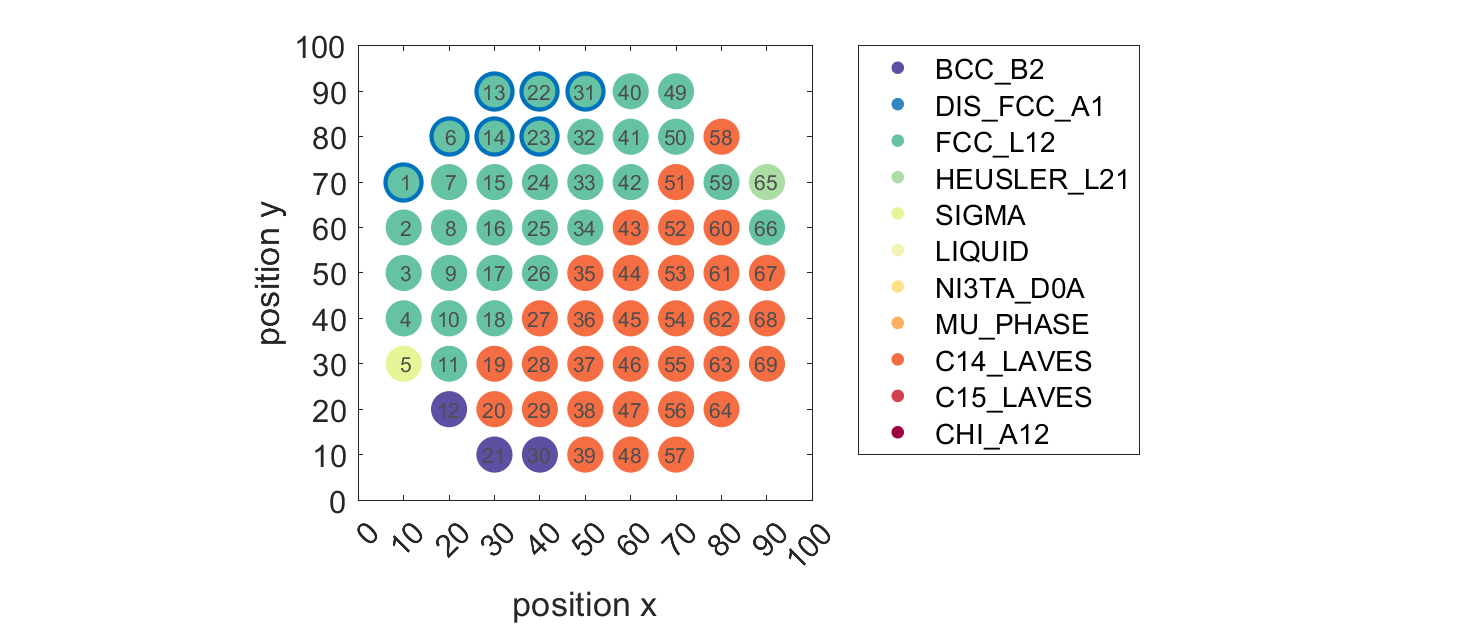 100
90
80
70
60
50
40
30
20
10
0
13 22 31 40 49
6 14 23 32 41 50 58
1 7 15 24 33 42 51 59 65
2 8 16 25 34 43 52 60 66
3 9 17 26 35 44 53 61 67
4 10 18 27 36 45 54 62 68
5 11 19 28 37 46 55 63 69
12 20 29 38 47 56 64
21 30 39 48 57
0 10 20 30 40 50 60 70 80 90 100
position x
position y
BCC_B2
DIS_FCC_A1
FCC_L12
HEUSLER_L21
SIGMA
LIQUID
NI3TA_D0A
MU_PHASE
C14_LAVES
C15_LAVES
CHI_A12